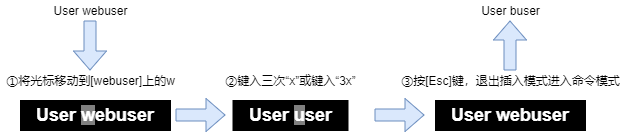 User webuser
User buser
①将光标移动到[webuser]上的w
②键入三次“x”或键入“3x”
③按[Esc]键，退出插入模式进入命令模式
User webuser
User user
User webuser